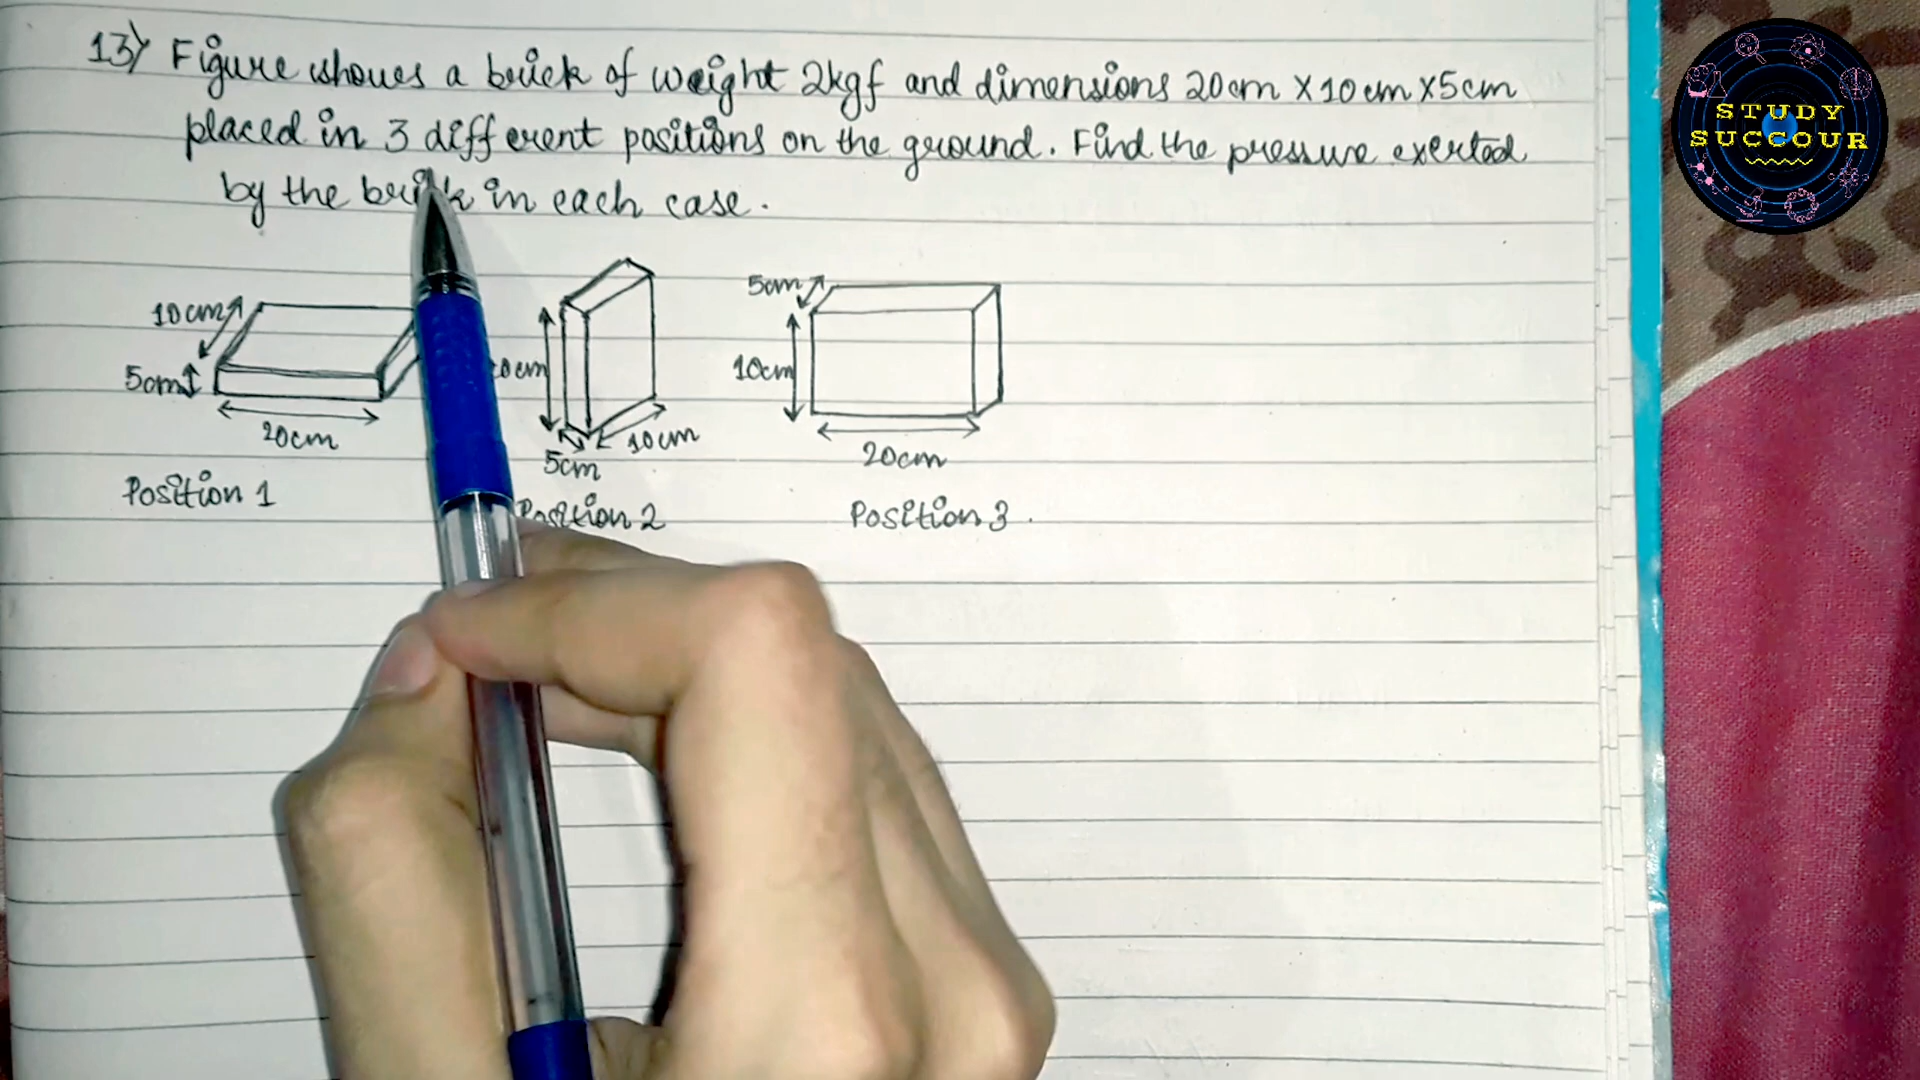 13) Figure shows a brick of weight 2kgf and dimensions 20cm X 10cm X 5cm
placed in 3 different positions on the ground. Find the pressure exerted
by the brick in each case.
STUDY
SUCCOUR
10cm
5cm
20cm
Position 1
5cm
10cm
Position 2
5cm
10cm
20cm
Position 3.